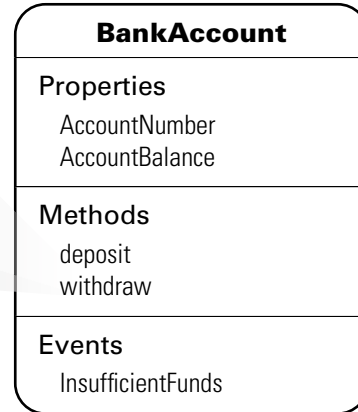 BankAccount
Properties
AccountNumber
AccountBalance
Methods
deposit
withdraw
Events
InsufficientFunds